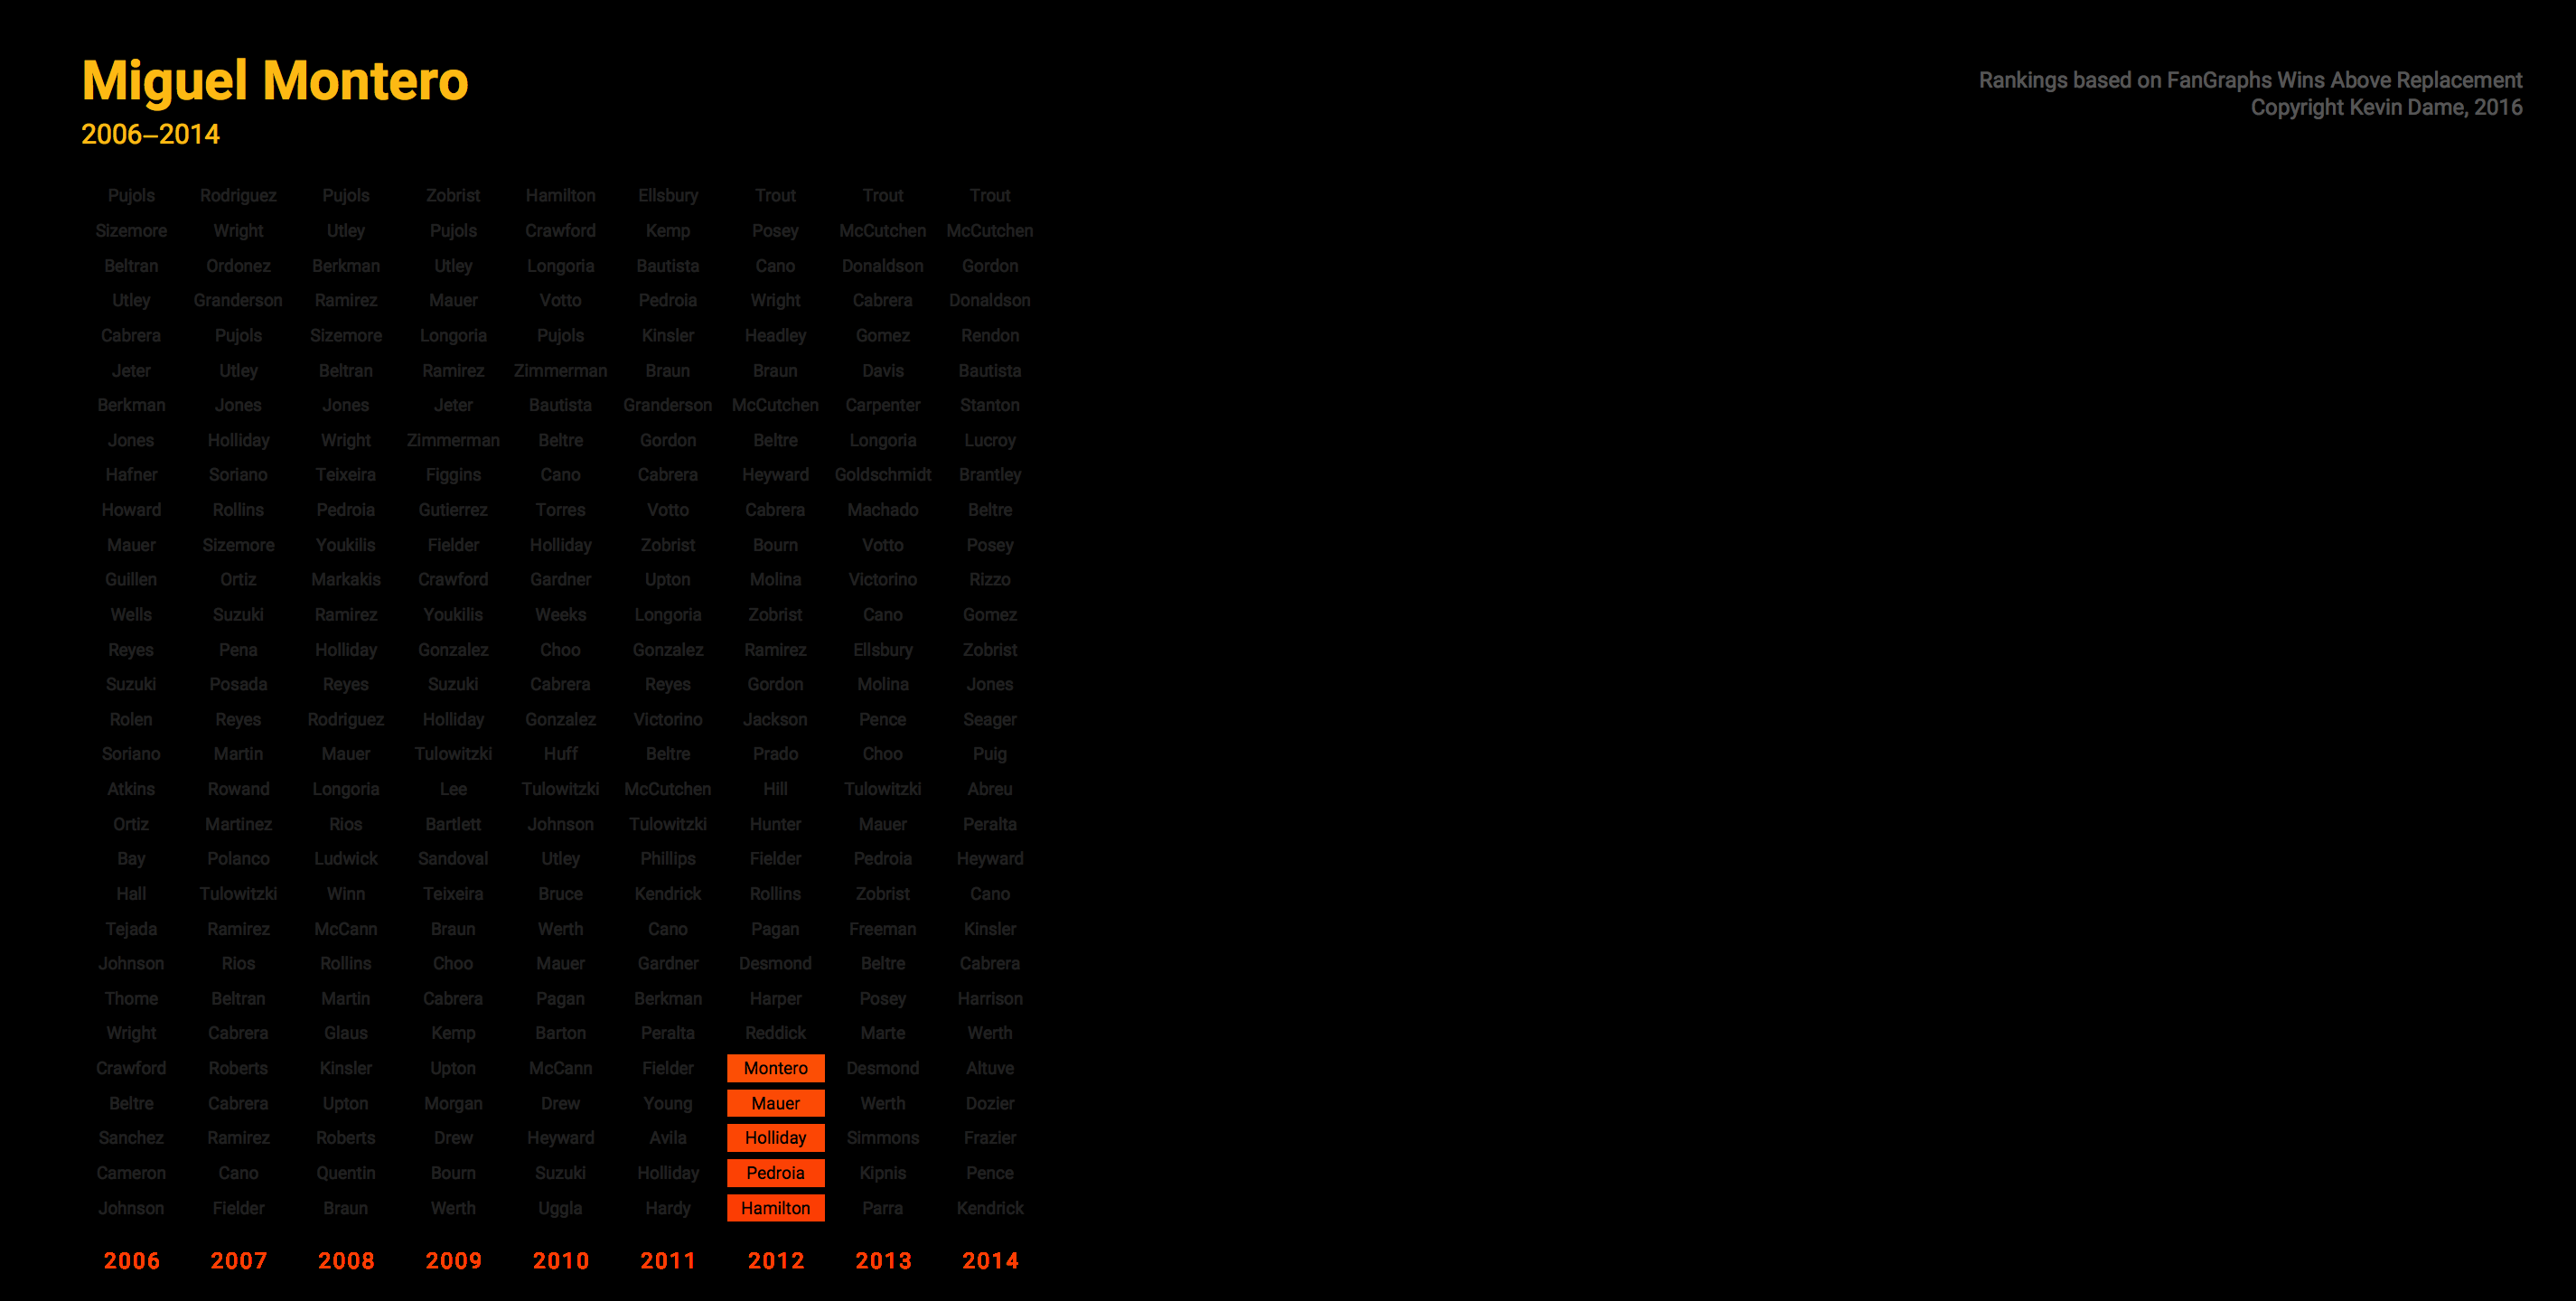 Miguel Montero
2006–2014
Rankings based on FanGraphs Wins Above Replacement
Copyright Kevin Dame, 2016
Pujols Rodriguez Pujols Zobrist Hamilton Ellsbury Trout Trout Trout
Sizemore Wright Utley Pujols Crawford Kemp Posey McCutchen McCutchen
Beltran Ordonez Berkman Utley Longoria Bautista Cano Donaldson Gordon
Utley Granderson Ramirez Mauer Votto Pedroia Wright Cabrera Donaldson
Cabrera Pujols Sizemore Longoria Pujols Kinsler Headley Gomez Rendon
Jeter Utley Beltran Ramirez Zimmerman Braun Braun Davis Bautista
Berkman Jones Jones Jeter Bautista Granderson McCutchen Carpenter Stanton
Jones Holliday Wright Zimmerman Beltre Gordon Beltre Longoria Lucroy
Hafner Soriano Teixeira Figgins Cano Cabrera Heyward Goldschmidt Brantley
Howard Rollins Pedroia Gutierrez Torres Votto Cabrera Machado Beltre
Mauer Sizemore Youkilis Fielder Holliday Zobrist Bourn Votto Posey
Guillen Ortiz Markakis Crawford Gardner Upton Molina Victorino Rizzo
Wells Suzuki Ramirez Youkilis Weeks Longoria Zobrist Cano Gomez
Reyes Pena Holliday Gonzalez Choo Gonzalez Ramirez Ellsbury Zobrist
Suzuki Posada Reyes Suzuki Cabrera Reyes Gordon Molina Jones
Rolen Reyes Rodriguez Holliday Gonzalez Victorino Jackson Pence Seager
Soriano Martin Mauer Tulowitzki Huff Beltre Prado Choo Puig
Atkins Rowand Longoria Lee Tulowitzki McCutchen Hill Tulowitzki Abreu
Ortiz Martinez Rios Bartlett Johnson Tulowitzki Hunter Mauer Peralta
Bay Polanco Ludwick Sandoval Utley Phillips Fielder Pedroia Heyward
Hall Tulowitzki Winn Teixeira Bruce Kendrick Rollins Zobrist Cano
Tejada Ramirez McCann Braun Werth Cano Pagan Freeman Kinsler
Johnson Rios Rollins Choo Mauer Gardner Desmond Beltre Cabrera
Thome Beltran Martin Cabrera Pagan Berkman Harper Posey Harrison
Wright Cabrera Glaus Kemp Barton Peralta Reddick Marte Werth
Crawford Roberts Kinsler Upton McCann Fielder Montero Desmond Altuve
Beltre Cabrera Upton Morgan Drew Young Mauer Werth Dozier
Sanchez Ramirez Roberts Drew Heyward Avila Holliday Simmons Frazier
Cameron Cano Quentin Bourn Suzuki Holliday Pedroia Kipnis Pence
Johnson Fielder Braun Werth Uggla Hardy Hamilton Parra Kendrick
2006 2007 2008 2009 2010 2011 2012 2013 2014